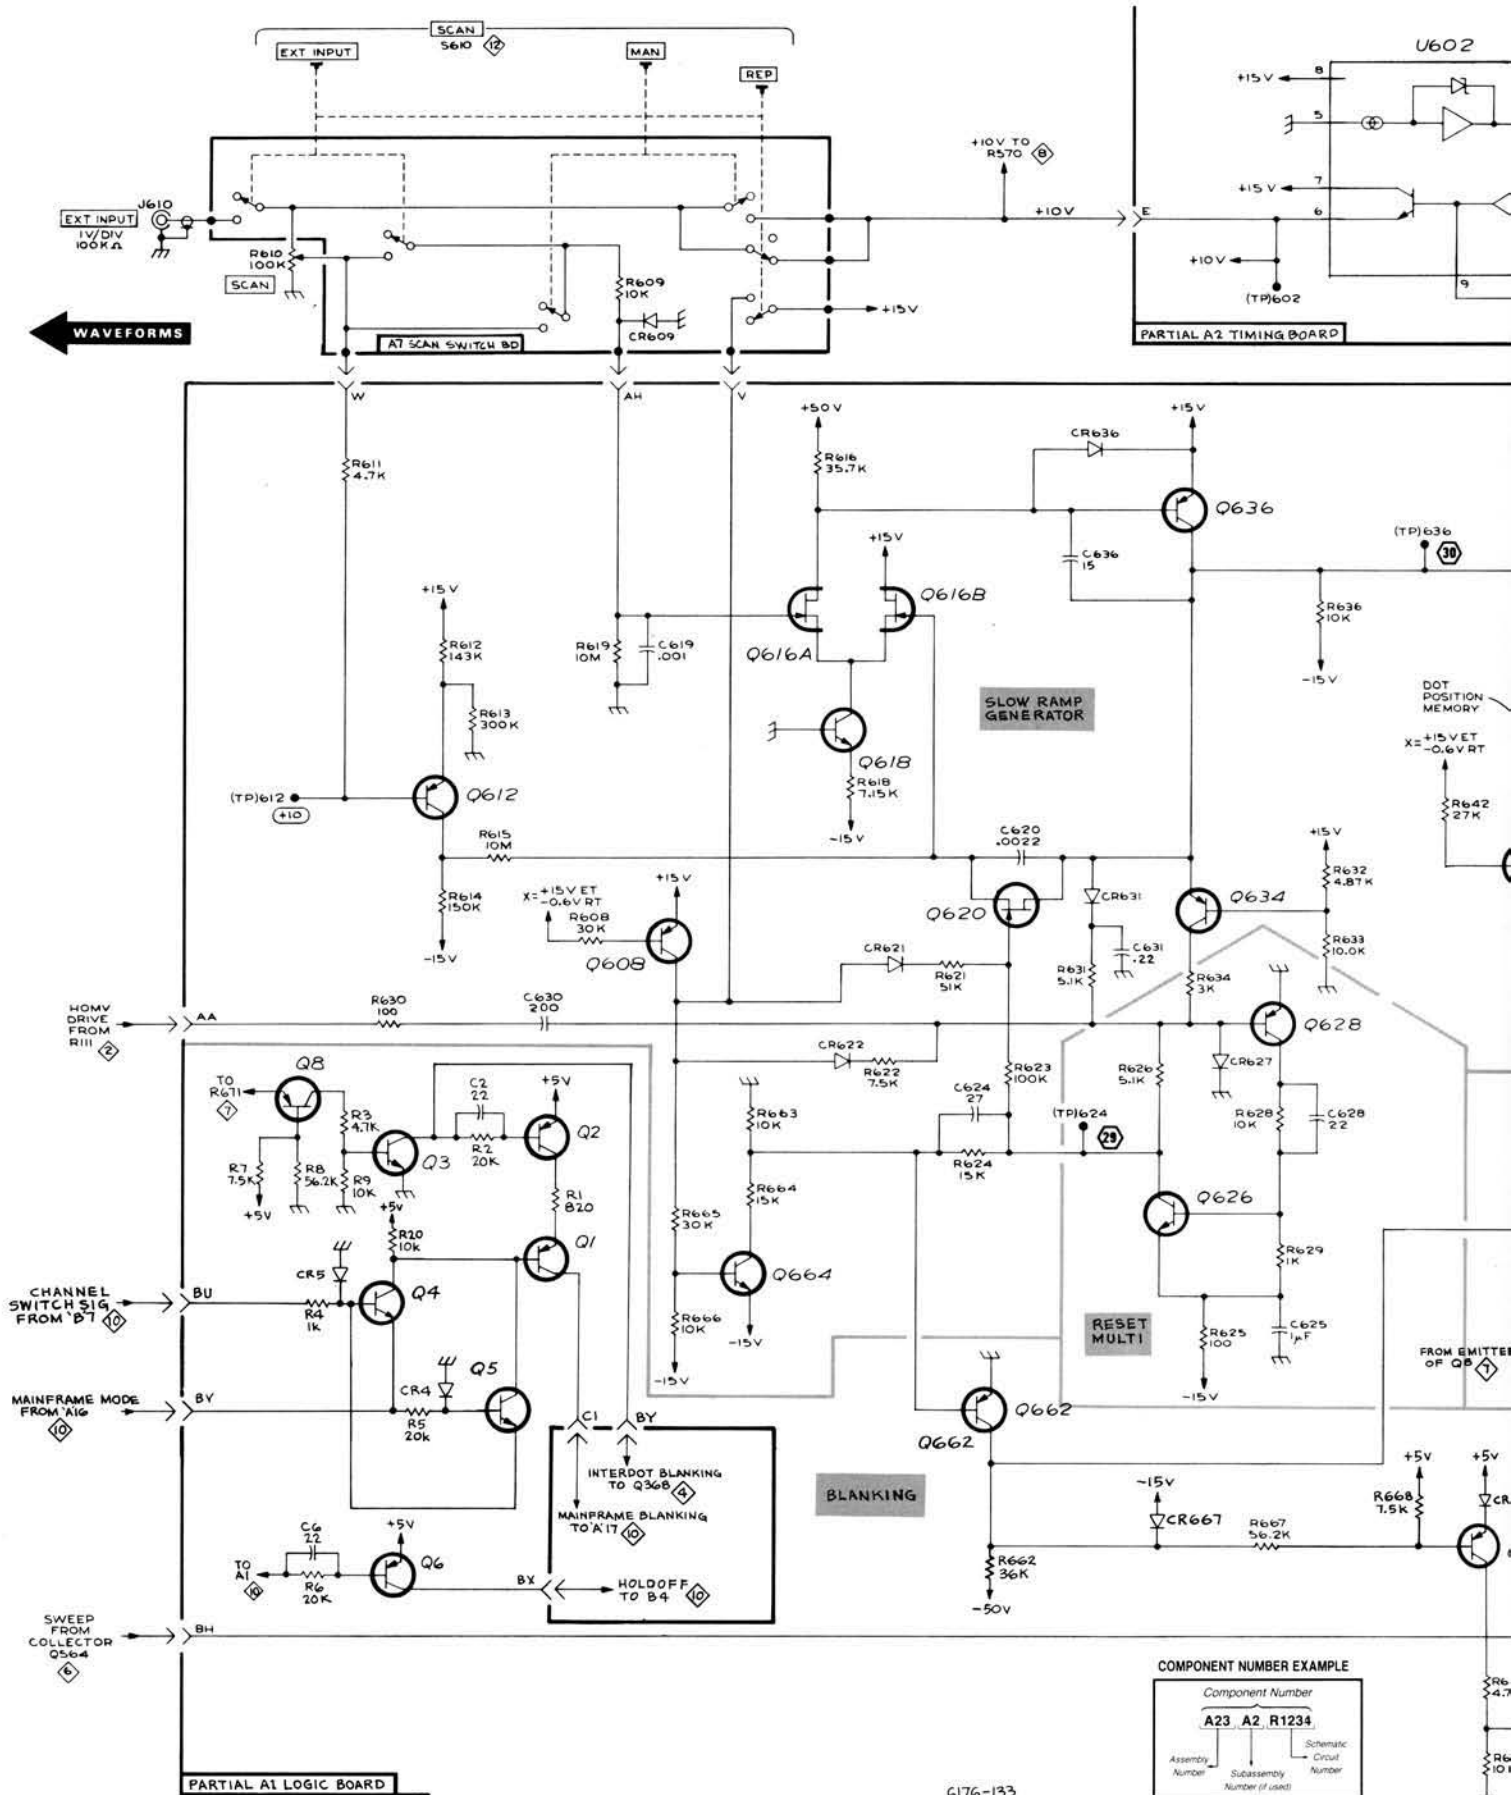 SCAN
S610 12
EXT INPUT
MAN
REP
U602
+15V
8
5
+15V
7
6
+10V TO
R570 8
+10V
E
+10V
(TP)602
9
PARTIAL A2 TIMING BOARD
J610
EXT INPUT
1V/DIV
100KΩ
R610
100K
SCAN
R609
10K
CR609
+15V
A7 SCAN SWITCH BD
WAVEFORMS
W
AH
V
+50V
+15V
CR636
R616
35.7K
R611
4.7K
Q636
+15V
C636
15
(TP)636
30
Q616B
R636
10K
+15V
R612
143K
R619
10M
C619
.001
Q616A
-15V
SLOW RAMP
GENERATOR
DOT
POSITION
MEMORY
R613
300K
X= +15V ET
-0.6V RT
Q618
R618
7.15K
(TP)612
+10
Q612
R642
27K
R615
10M
-15V
C620
.0022
+15V
R632
4.87K
R614
150K
X= +15V ET
-0.6V RT
+15V
R608
30K
Q608
Q620
CR631
Q634
-15V
CR621
R621
51K
C631
.22
R631
5.1K
R633
10.0K
R634
3K
HOMV
DRIVE
FROM
R111
2
AA
R630
100
C630
200
Q628
CR622
R622
7.5K
R623
100K
R626
5.1K
CR627
Q8
TO
R671
7
C2
22
+5V
C624
27
(TP)624
29
R628
10K
C628
22
R3
4.7K
R663
10K
Q3
R2
20K
Q2
R7
7.5K
R8
56.2K
R9
10K
R624
15K
R1
820
R664
15K
Q626
+5V
+5V
R20
10K
R665
30K
Q1
R629
1K
CR5
Q664
CHANNEL
SWITCH SIG
FROM 'B'7 10
BU
R4
1K
Q4
R666
10K
-15V
RESET
MULTI
R625
100
C625
1µF
-15V
FROM EMITTER
OF Q8 7
-15V
MAINFRAME MODE
FROM 'A'16
10
BV
CR4
R5
20K
Q5
Q662
Q662
CI
BY
INTERDOT BLANKING
TO Q368 4
MAINFRAME BLANKING
TO 'A'17 10
BLANKING
-15V
CR667
R667
56.2K
+5V
R668
7.5K
+5V
R662
36K
-50V
TO
A1
10
C6
22
R6
20K
+5V
Q6
BX
HOLDOFF
TO B4 10
SWEEP
FROM
COLLECTOR
Q564
6
BH
COMPONENT NUMBER EXAMPLE
Component Number
A23 A2 R1234
Assembly
Number
Subassembly
Number (if used)
Schematic
Circuit
Number
PARTIAL A1 LOGIC BOARD